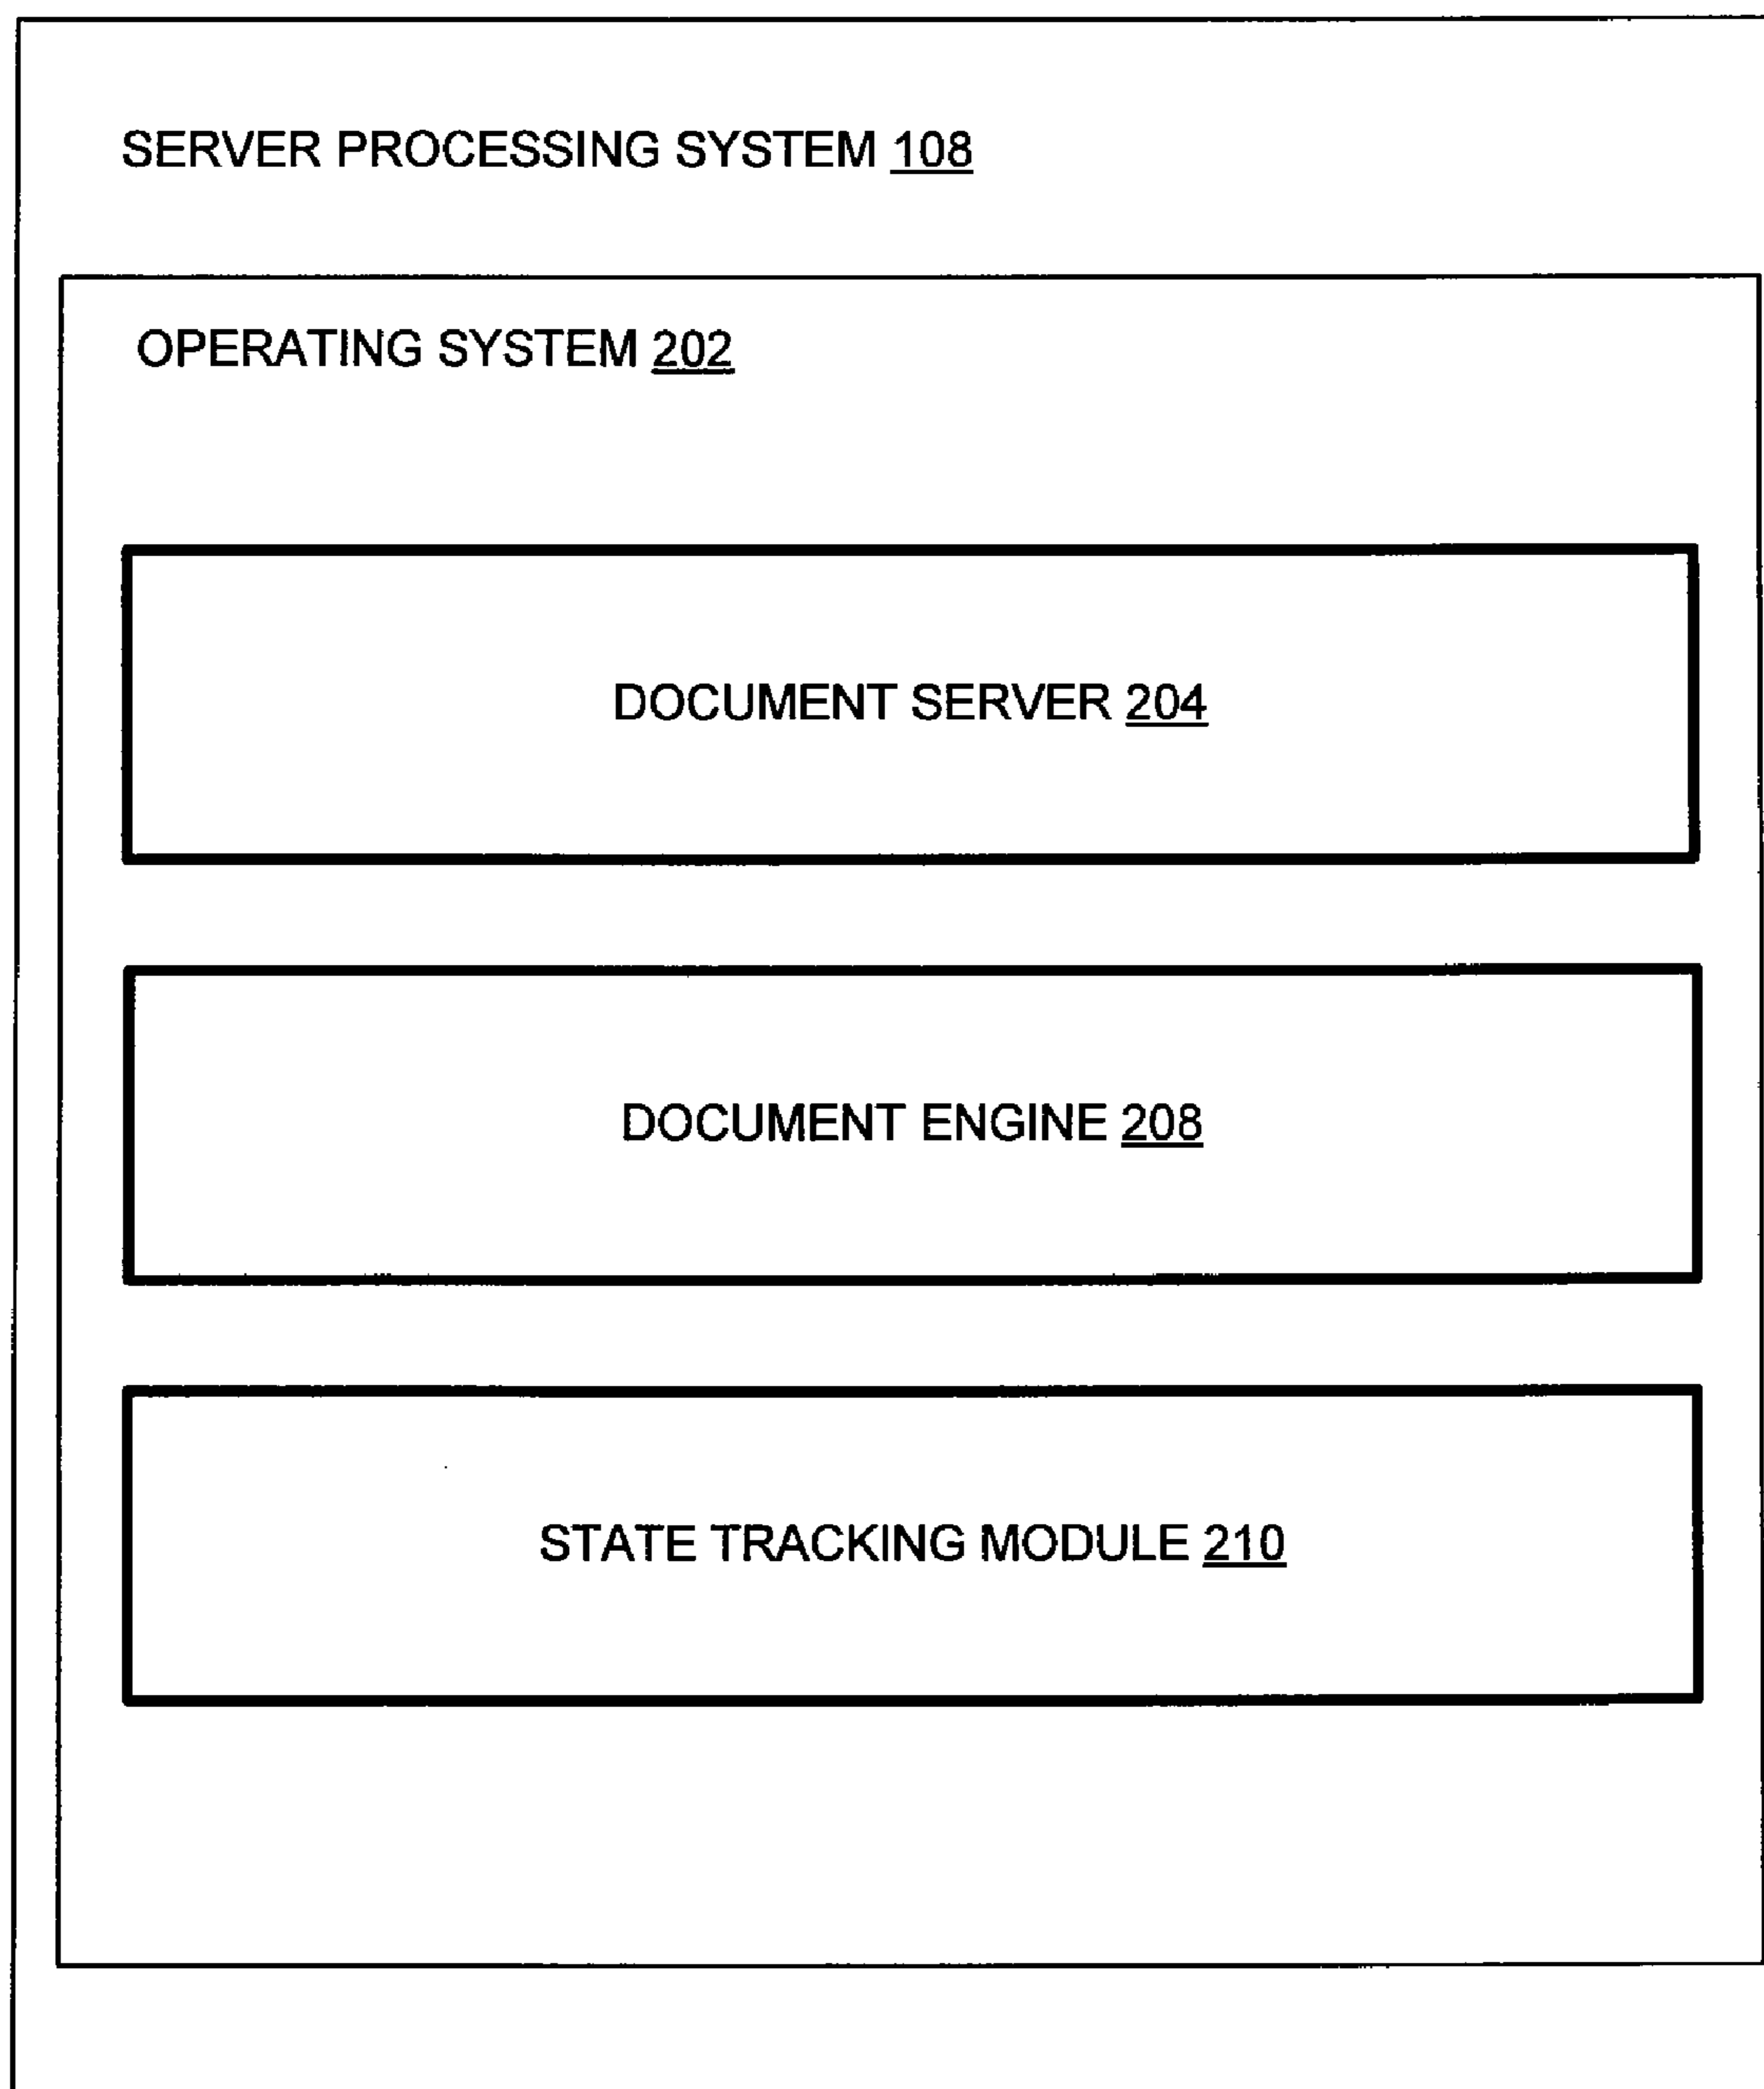 SERVER PROCESSING SYSTEM 108
OPERATING SYSTEM 202
DOCUMENT SERVER 204
DOCUMENT ENGINE 208
STATE TRACKING MODULE 210